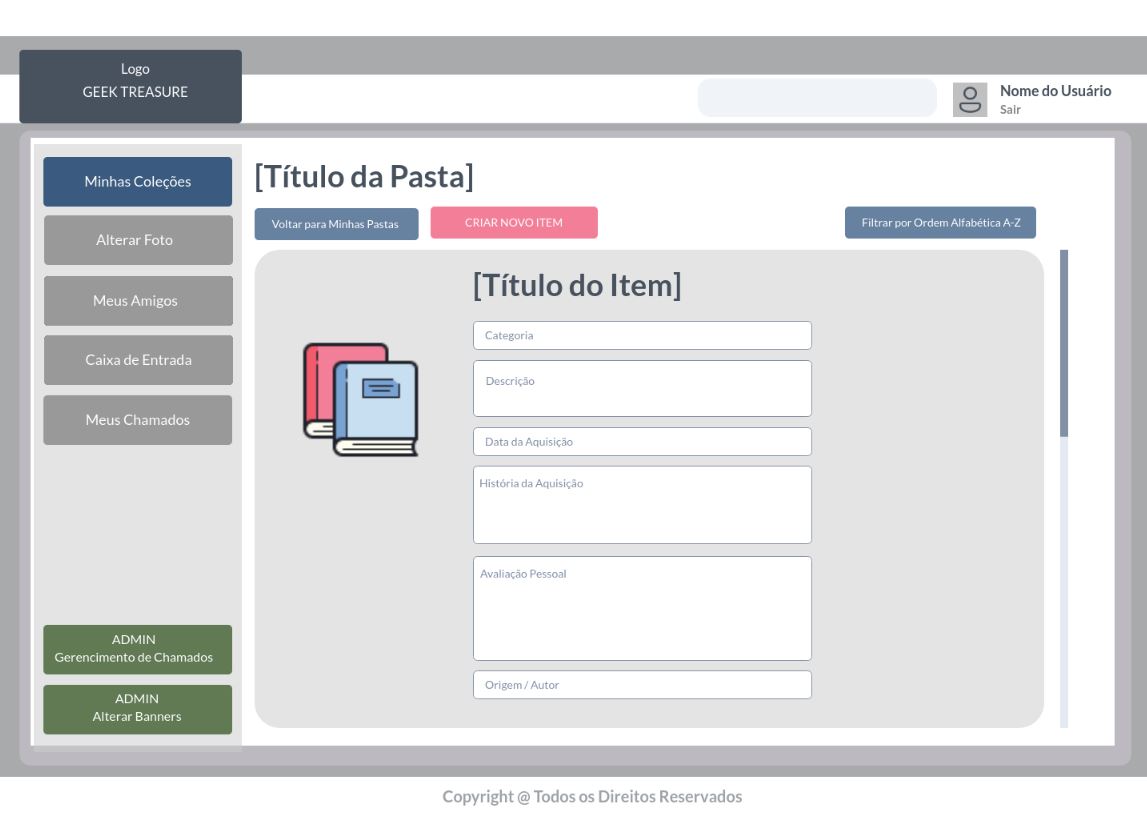 Logo
GEEK TREASURE
Nome do Usuário
Sair
Minhas Coleções
Alterar Foto
Meus Amigos
Caixa de Entrada
Meus Chamados
ADMIN
Gerencimento de Chamados
ADMIN
Alterar Banners
[Título da Pasta]
Voltar para Minhas Pastas
CRIAR NOVO ITEM
Filtrar por Ordem Alfabética A-Z
[Título do Item]
Categoria
Descrição
Data da Aquisição
História da Aquisição
Avaliação Pessoal
Origem / Autor
Copyright @ Todos os Direitos Reservados